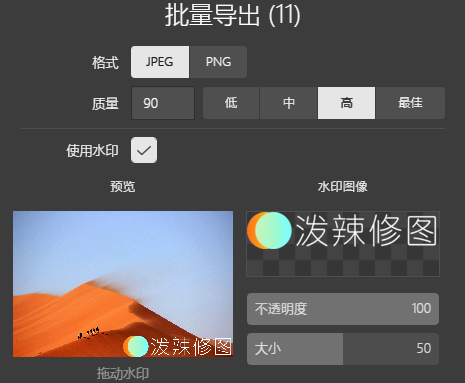 批量导出 (11)
格式 JPEG PNG
质量 90 低 中 高 最佳
使用水印
预览 水印图像
泼辣修图
不透明度 100
泼辣修图
大小 50
拖动水印